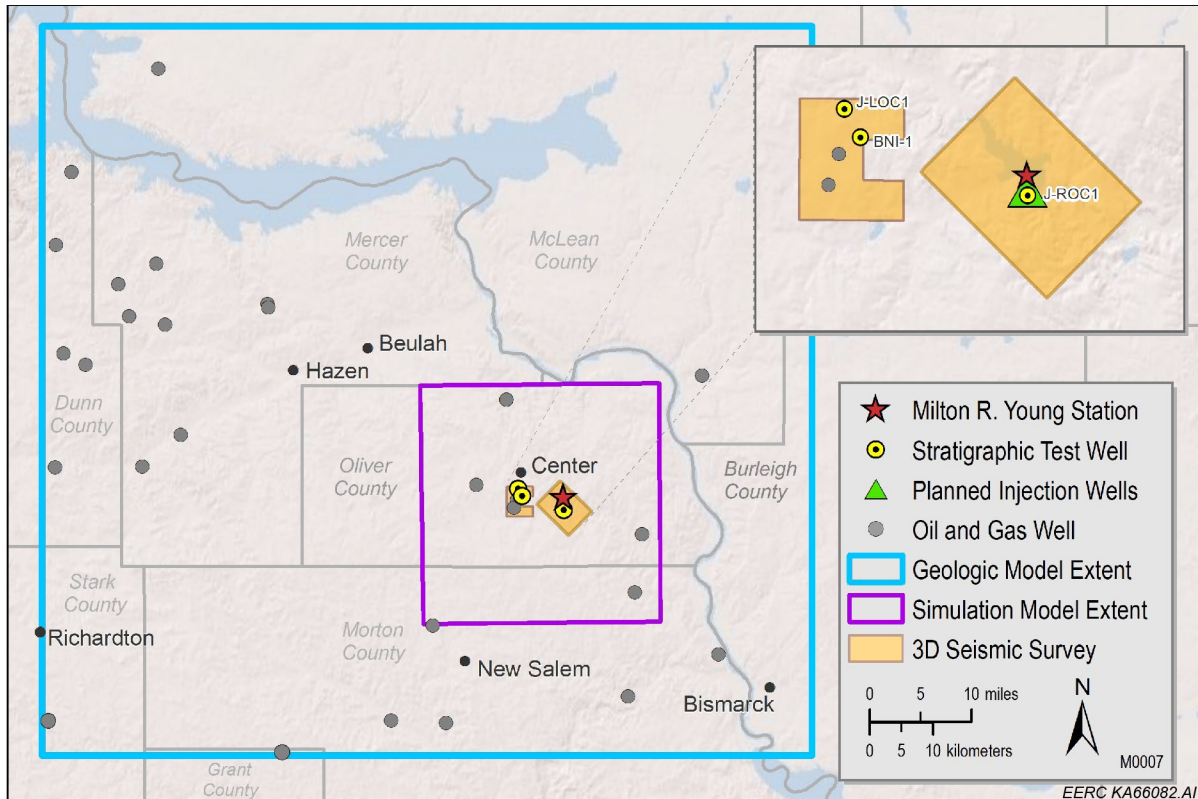 J-LOC1
BNI-1
J-ROC1
Mercer
County
McLean
County
Beulah
Hazen
Dunn
County
Oliver
County
Center
Burleigh
County
Stark
County
Richardton
Morton
County
New Salem
Bismarck
Grant
County
Milton R. Young Station
Stratigraphic Test Well
Planned Injection Wells
Oil and Gas Well
Geologic Model Extent
Simulation Model Extent
3D Seismic Survey
0 5 10 miles
0 5 10 kilometers
N
M0007
EERC KA66082.AI